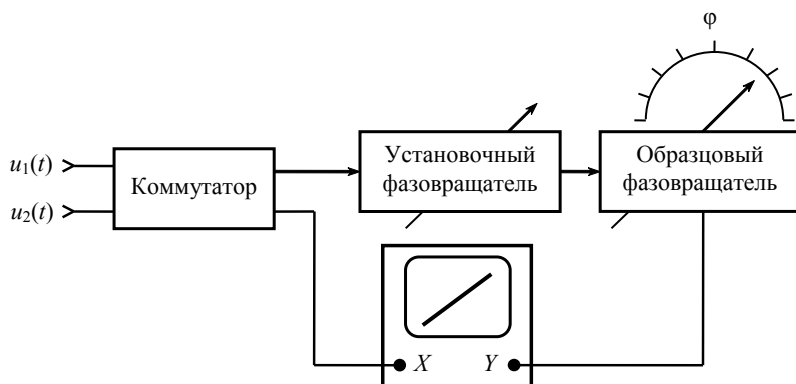 φ
u₁(t)
u₂(t)
Коммутатор
Установочный
фазовращатель
Образцовый
фазовращатель
X
Y